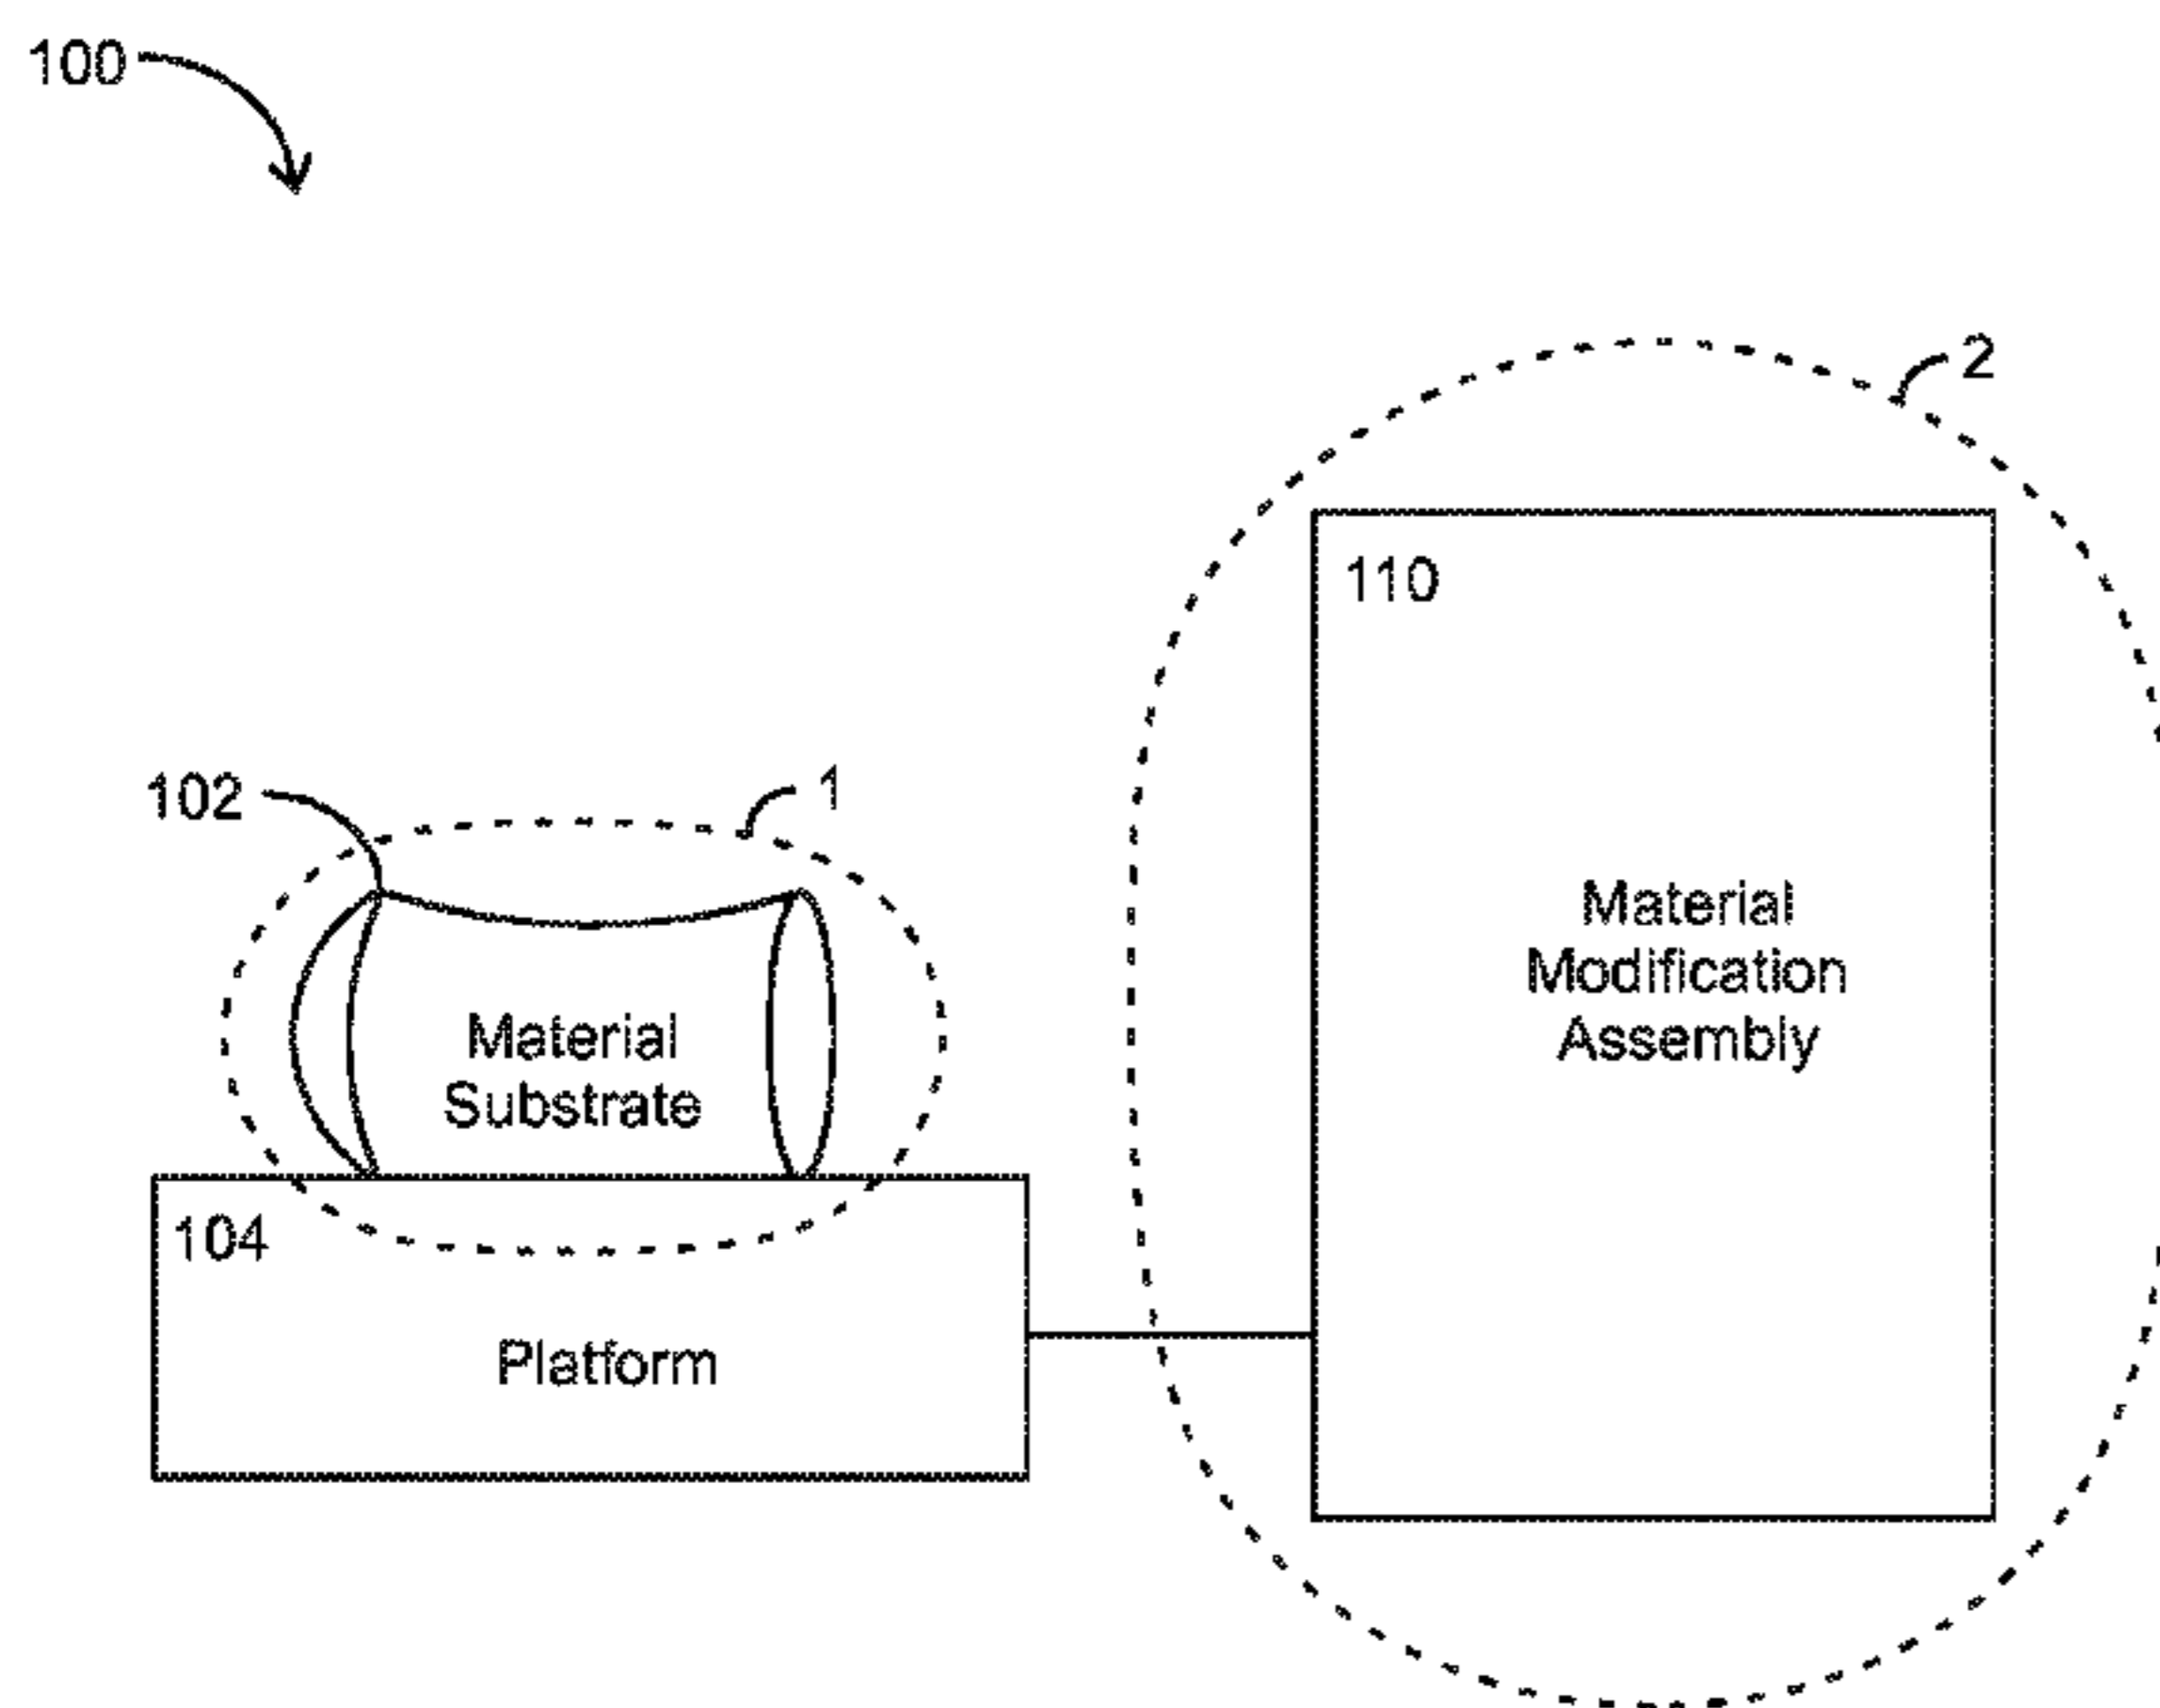 100
2
110
Material
Modification
Assembly
102
1
Material
Substrate
104
Platform